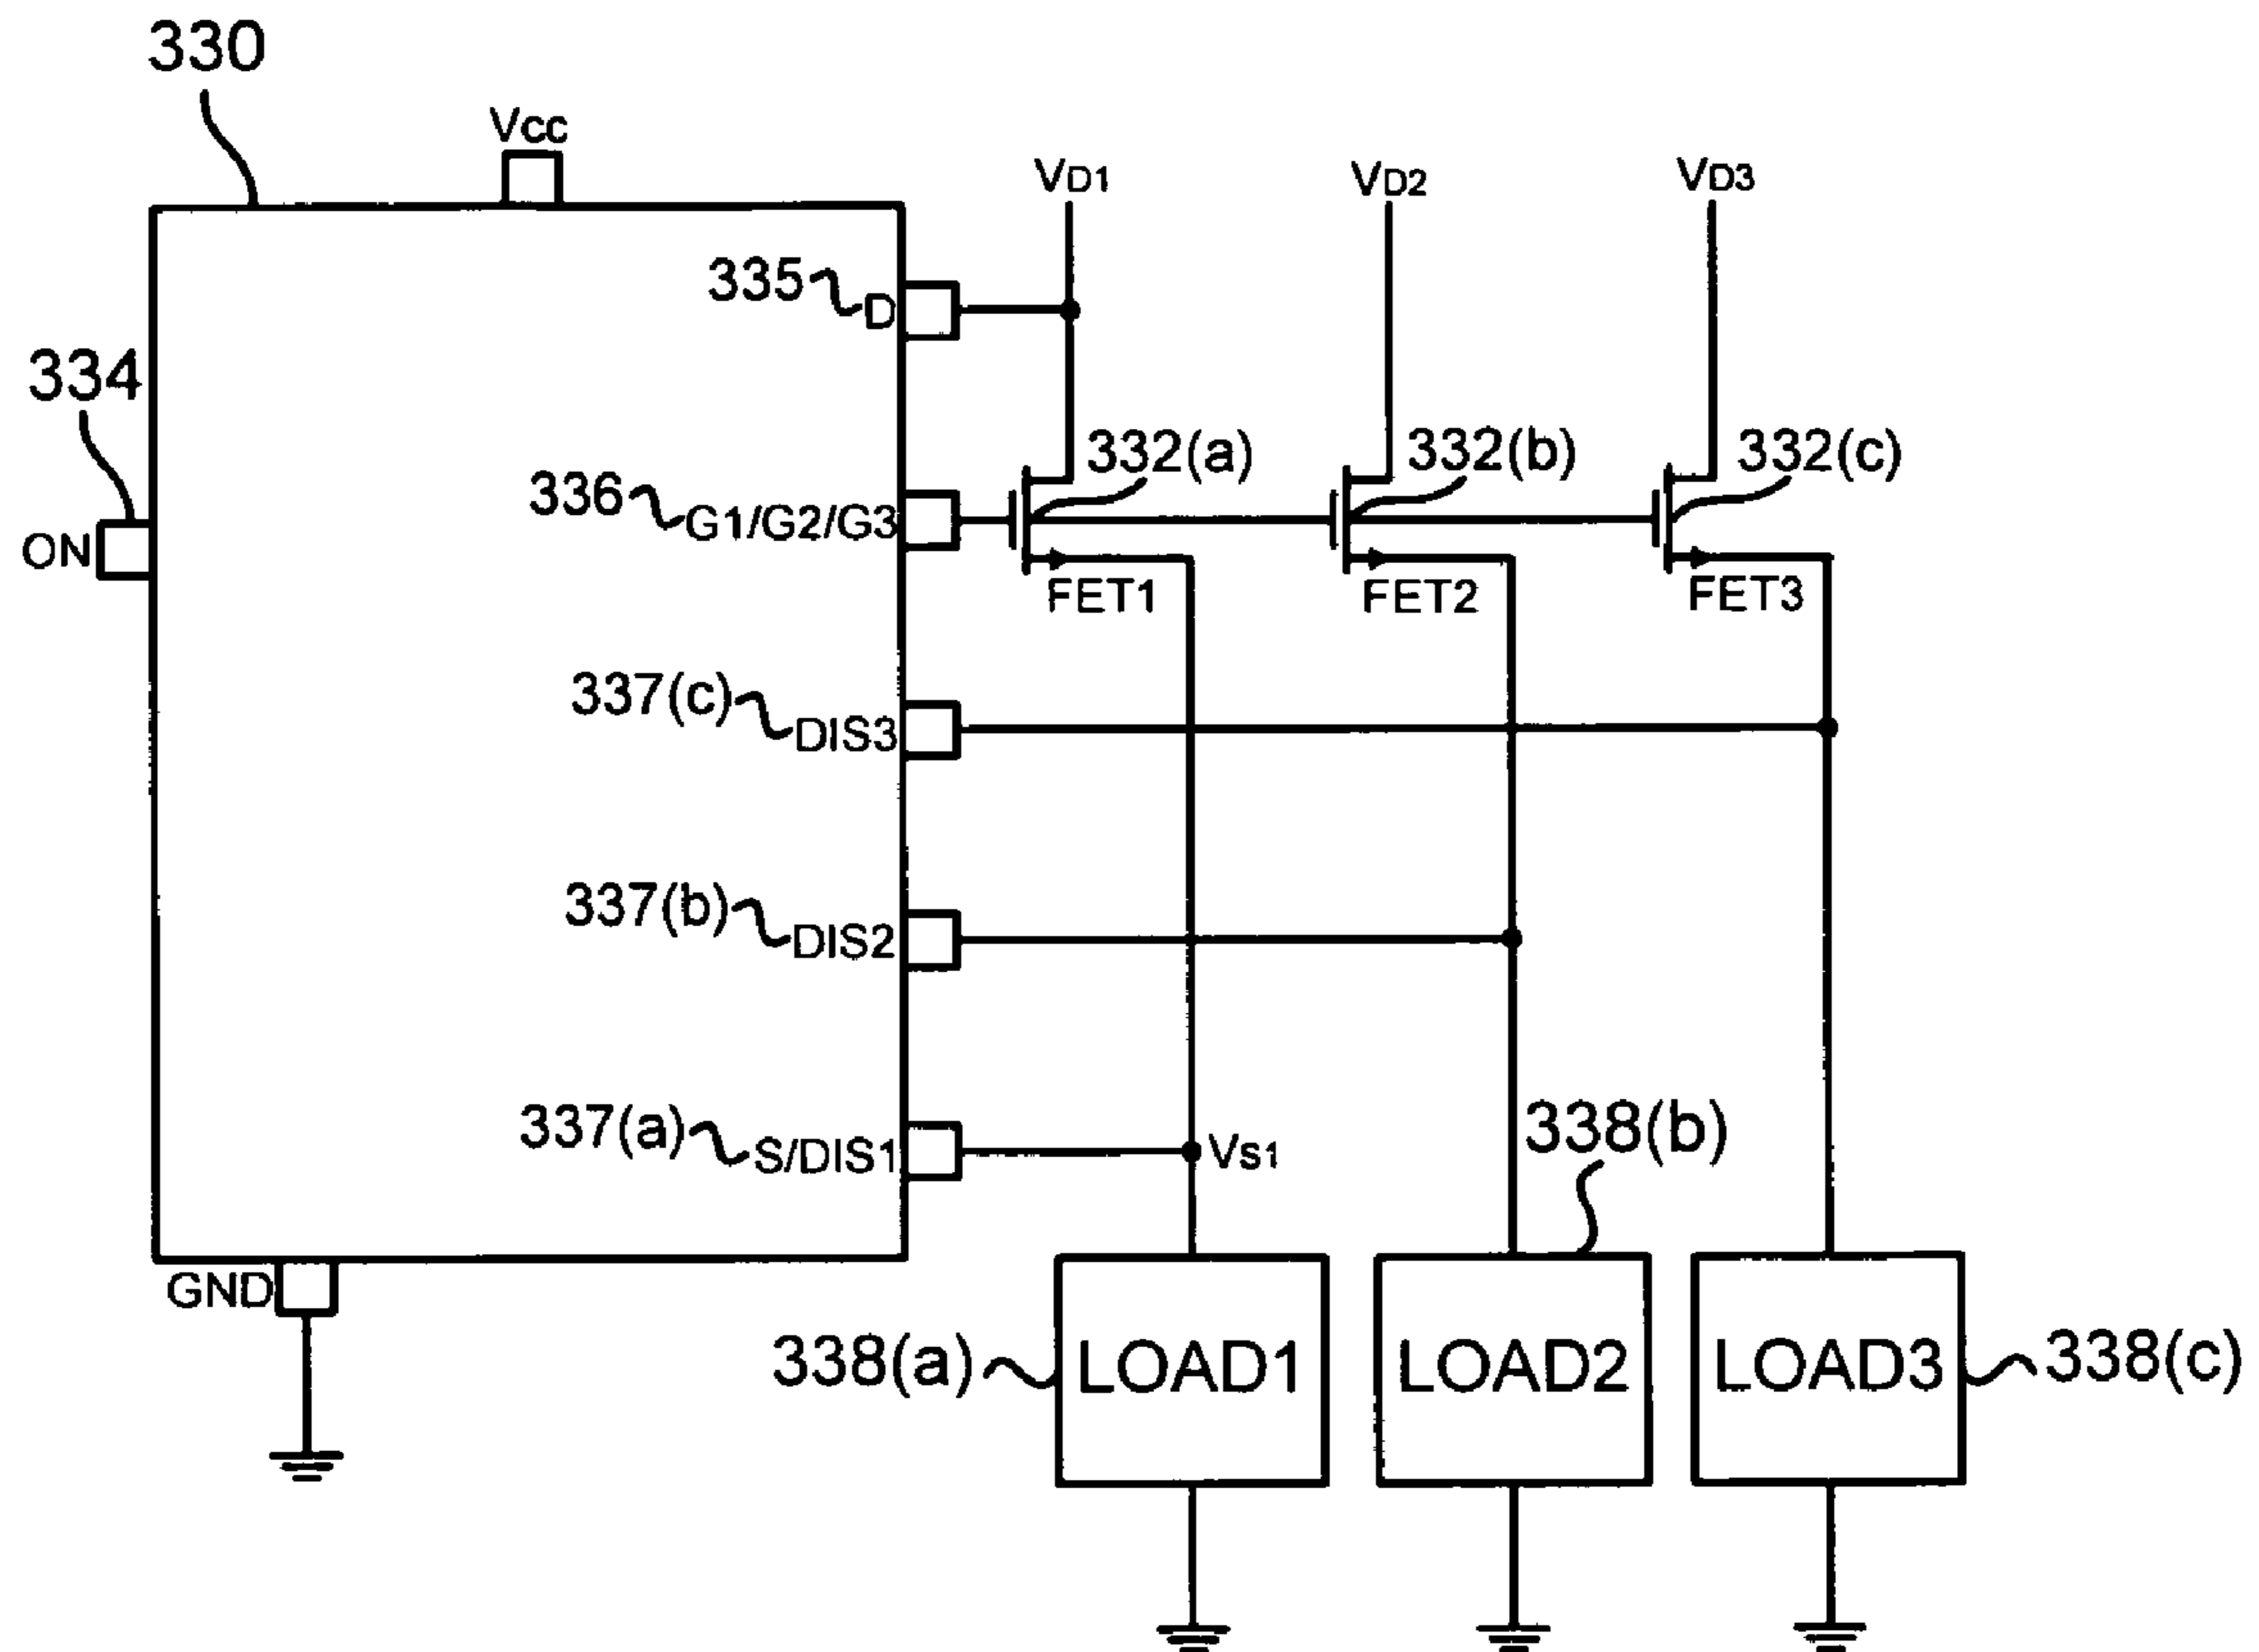 330
Vcc
VD1
VD2
VD3
335
D
334
ON
336
G1/G2/G3
332(a)
332(b)
332(c)
FET1
FET2
FET3
337(c)
DIS3
337(b)
DIS2
337(a)
S/DIS1
VS1
338(b)
GND
338(a)
LOAD1
LOAD2
LOAD3
338(c)